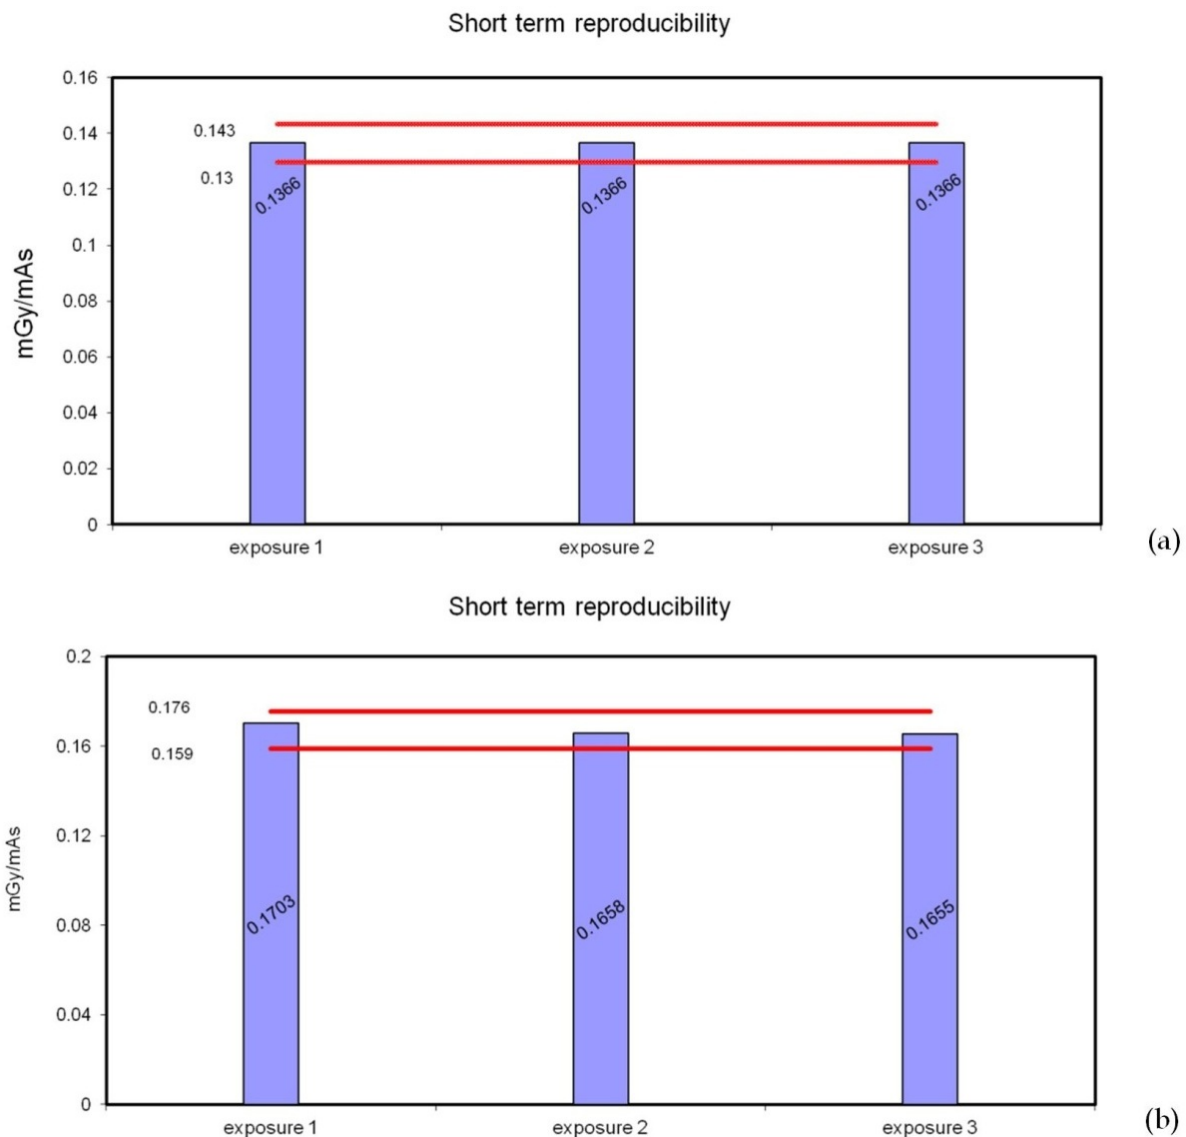 Short term reproducibility
0.16
0.14
0.12
0.1
0.08
0.06
0.04
0.02
0
mGy/mAs
0.143
0.13
0.1366
0.1366
0.1366
exposure 1
exposure 2
exposure 3
(a)
Short term reproducibility
0.2
0.16
0.12
0.08
0.04
0
mGy/mAs
0.176
0.159
0.1703
0.1658
0.1655
exposure 1
exposure 2
exposure 3
(b)